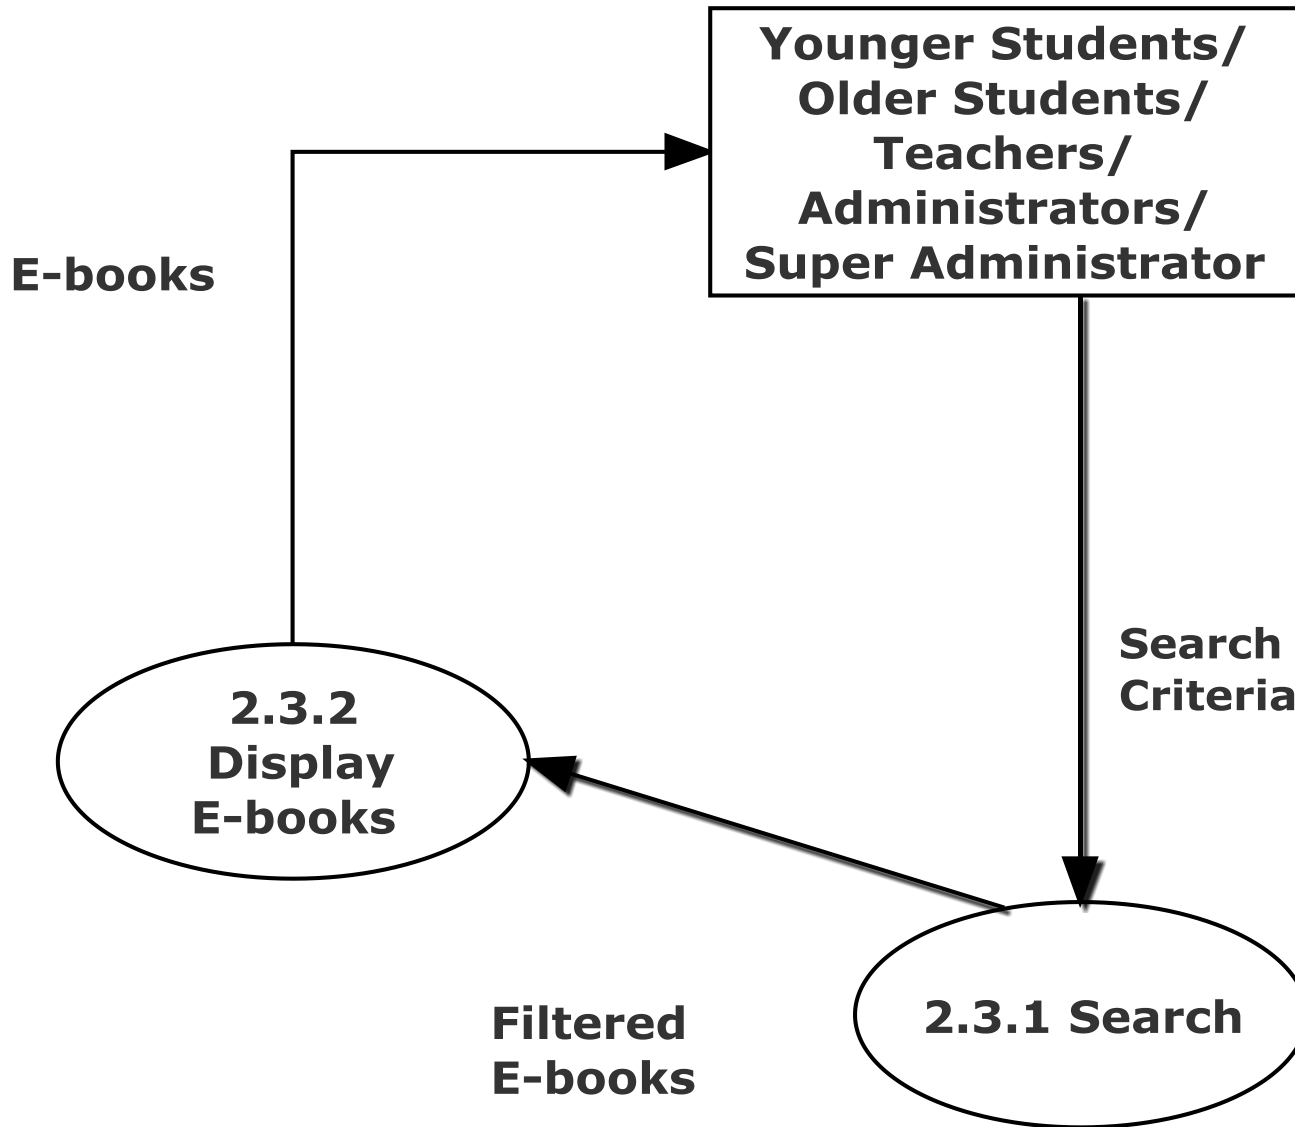 Younger Students/
Older Students/
Teachers/
Administrators/
Super Administrator
E-books
Search
Criteria
2.3.2
Display
E-books
2.3.1 Search
Filtered
E-books